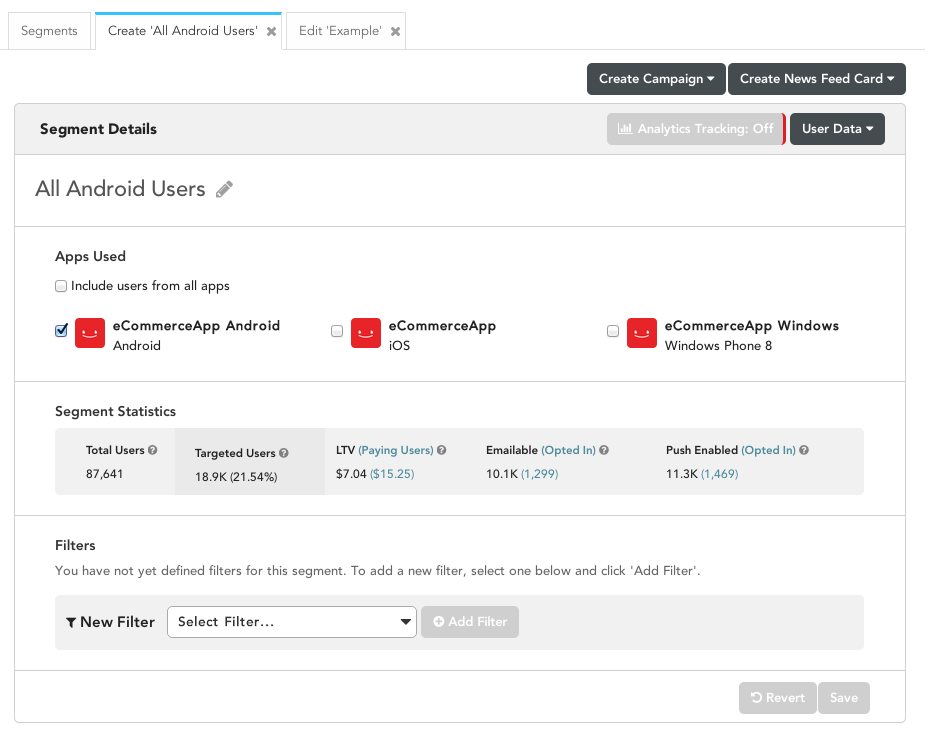 Segments
Create 'All Android Users' ✖
Edit 'Example' ✖
Create Campaign
Create News Feed Card
Segment Details
Analytics Tracking: Off
User Data
All Android Users
Apps Used
Include users from all apps
eCommerceApp Android
Android
eCommerceApp
iOS
eCommerceApp Windows
Windows Phone 8
Segment Statistics
Total Users ?
87,641
Targeted Users ?
18.9K (21.54%)
LTV (Paying Users) ?
$7.04 ($15.25)
Emailable (Opted In) ?
10.1K (1,299)
Push Enabled (Opted In) ?
11.3K (1,469)
Filters
You have not yet defined filters for this segment. To add a new filter, select one below and click 'Add Filter'.
New Filter
Select Filter...
Add Filter
Revert
Save